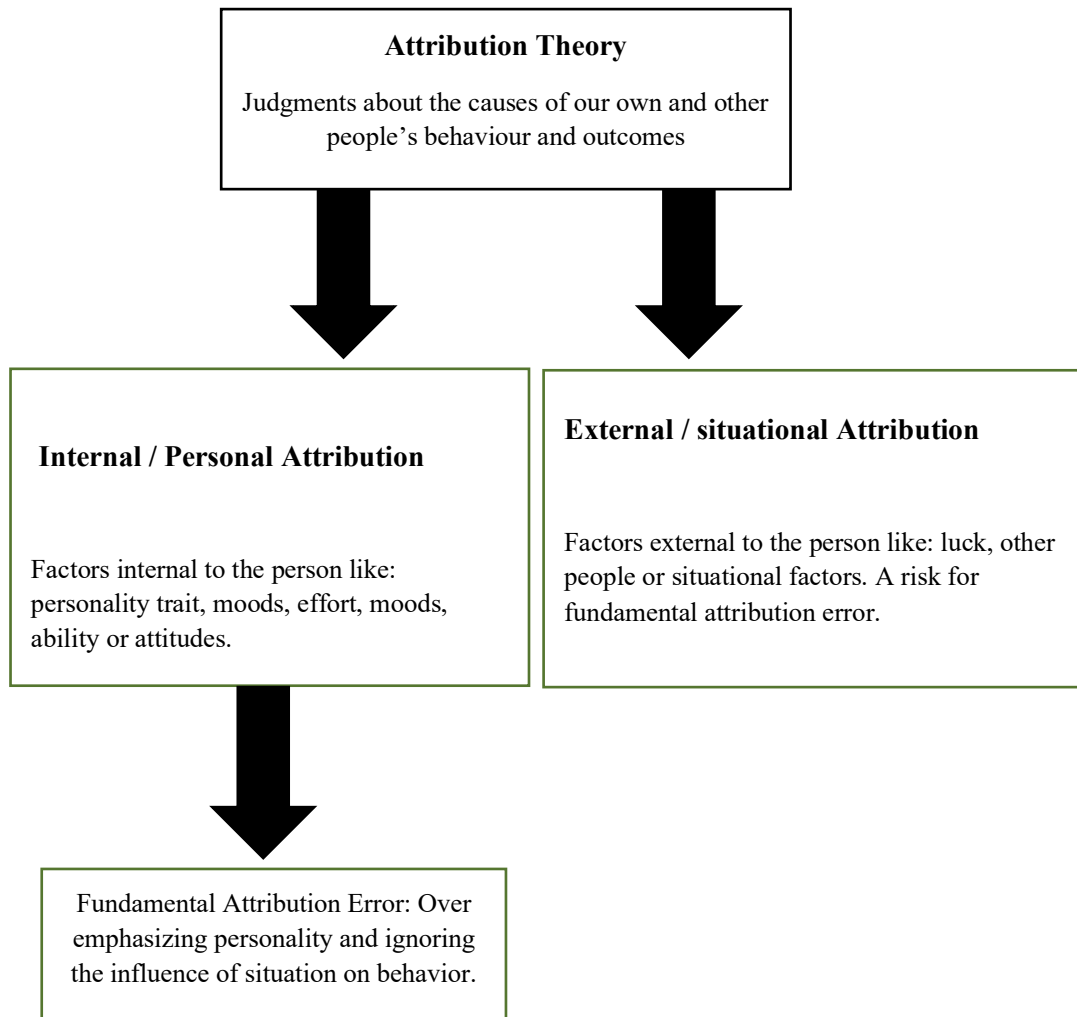 Attribution Theory
Judgments about the causes of our own and other
people’s behaviour and outcomes
Internal / Personal Attribution
Factors internal to the person like:
personality trait, moods, effort, moods,
ability or attitudes.
External / situational Attribution
Factors external to the person like: luck, other
people or situational factors. A risk for
fundamental attribution error.
Fundamental Attribution Error: Over
emphasizing personality and ignoring
the influence of situation on behavior.